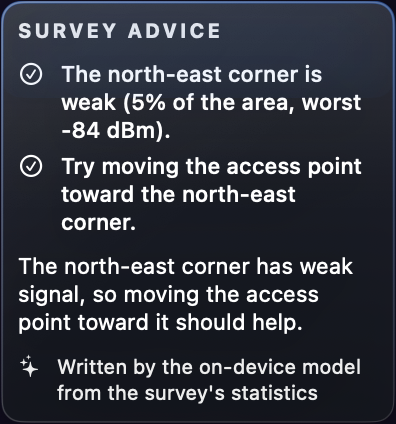 SURVEY ADVICE
The north-east corner is
weak (5% of the area, worst
-84 dBm).
Try moving the access point
toward the north-east
corner.
The north-east corner has weak
signal, so moving the access
point toward it should help.
Written by the on-device model
from the survey's statistics